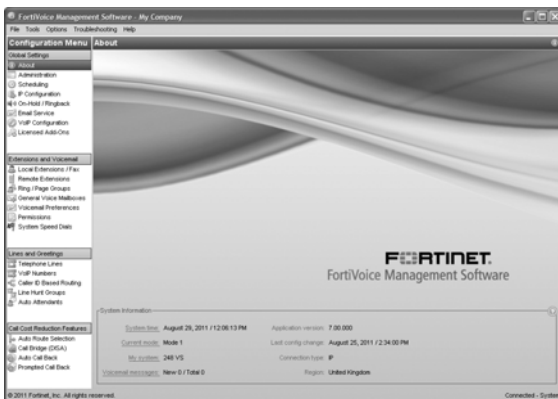 FortiVoice Management Software - My Company
File Tools Options Troubleshooting Help
Configuration Menu
About
Global Settings
About
Administration
Scheduling
IP Configuration
On-Hold / Ringback
Email Service
VoIP Configuration
Licensed Add-Ons
Extensions and Voicemail
Local Extensions / Fax
Remote Extensions
Ring / Page Groups
General Voice Mailboxes
Voicemail Preferences
Permissions
System Speed Dials
Lines and Greetings
Telephone Lines
VoIP Numbers
Caller ID Based Routing
Line Hunt Groups
Auto Attendants
Call Cost Reduction Features
Auto Route Selection
Call Bridge (DISA)
Auto Call Back
Prompted Call Back
FORTINET
FortiVoice Management Software
System Information
System time: August 29, 2011 / 12:06:13 PM
Application version: 7.00.000
Current mode: Mode 1
Last config change: August 25, 2011 / 2:34:00 PM
My system: 248 VS
Connection type: IP
Voicemail messages: New 0 / Total 0
Region: United Kingdom
© 2011 Fortinet, Inc. All rights reserved.
Connected - System